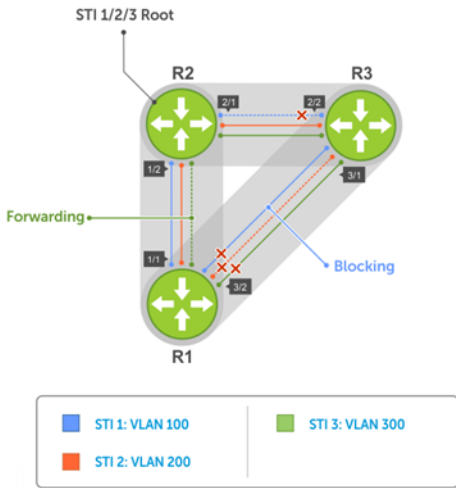 STI 1/2/3 Root
R2
R3
2/1
2/2
1/2
3/1
Forwarding
1/1
Blocking
3/2
R1
STI 1: VLAN 100
STI 3: VLAN 300
STI 2: VLAN 200